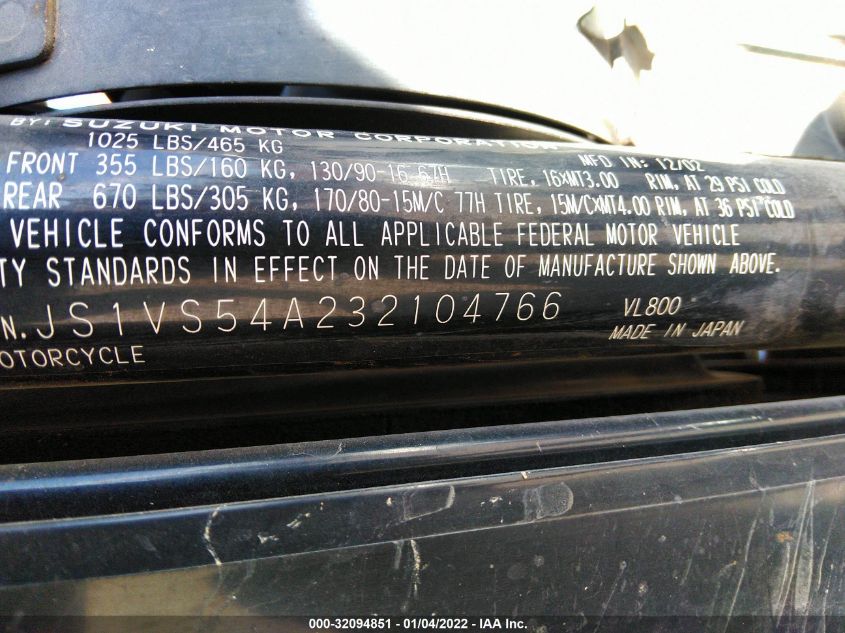 BY: SUZUKI MOTOR CORPORATION
1025 LBS/465 KG MFD IN: 12/02
FRONT 355 LBS/160 KG, 130/90-16 67H TIRE, 16xMT3.00 RIM, AT 29 PSI COLD
REAR 670 LBS/305 KG, 170/80-15M/C 77H TIRE, 15M/CxMT4.00 RIM, AT 36 PSI COLD
VEHICLE CONFORMS TO ALL APPLICABLE FEDERAL MOTOR VEHICLE
TY STANDARDS IN EFFECT ON THE DATE OF MANUFACTURE SHOWN ABOVE.
N. JS1VS54A232104766 VL800
MADE IN JAPAN
OTORCYCLE
000-32094851 - 01/04/2022 - IAA Inc.